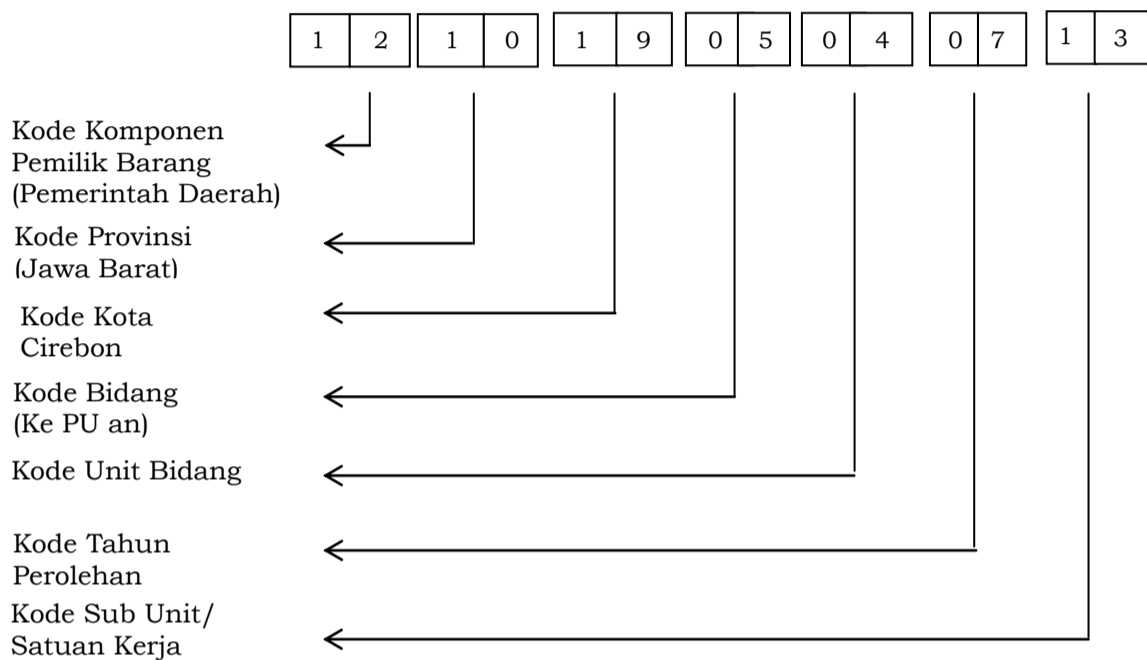 1 2 1 0 1 9 0 5 0 4 0 7 1 3
Kode Komponen
Pemilik Barang
(Pemerintah Daerah)
Kode Provinsi
(Jawa Barat)
Kode Kota
Cirebon
Kode Bidang
(Ke PU an)
Kode Unit Bidang
Kode Tahun
Perolehan
Kode Sub Unit/
Satuan Kerja